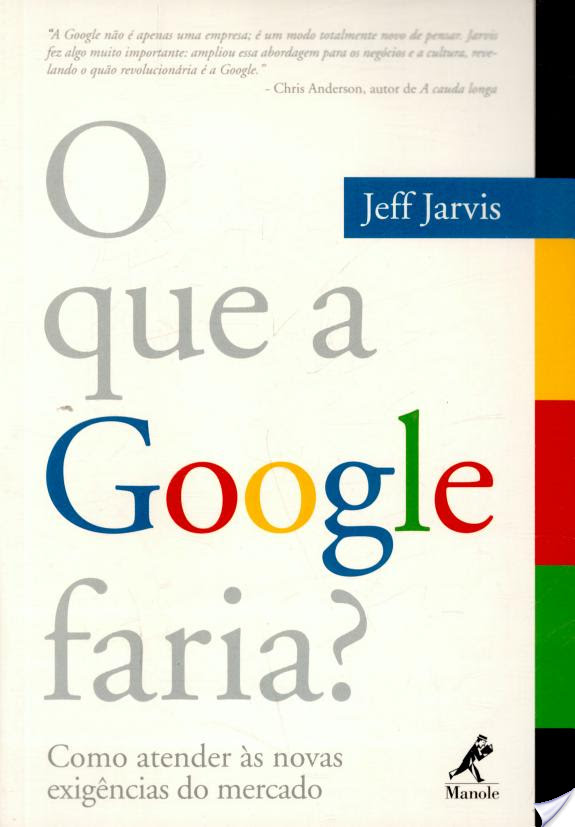 "A Google não é apenas uma empresa; é um modo totalmente novo de pensar. Jarvis
fez algo muito importante: ampliou essa abordagem para os negócios e a cultura, reve-
lando o quão revolucionária é a Google."
- Chris Anderson, autor de A cauda longa
O
Jeff Jarvis
que a
Google
faria?
Como atender às novas
exigências do mercado
Manole